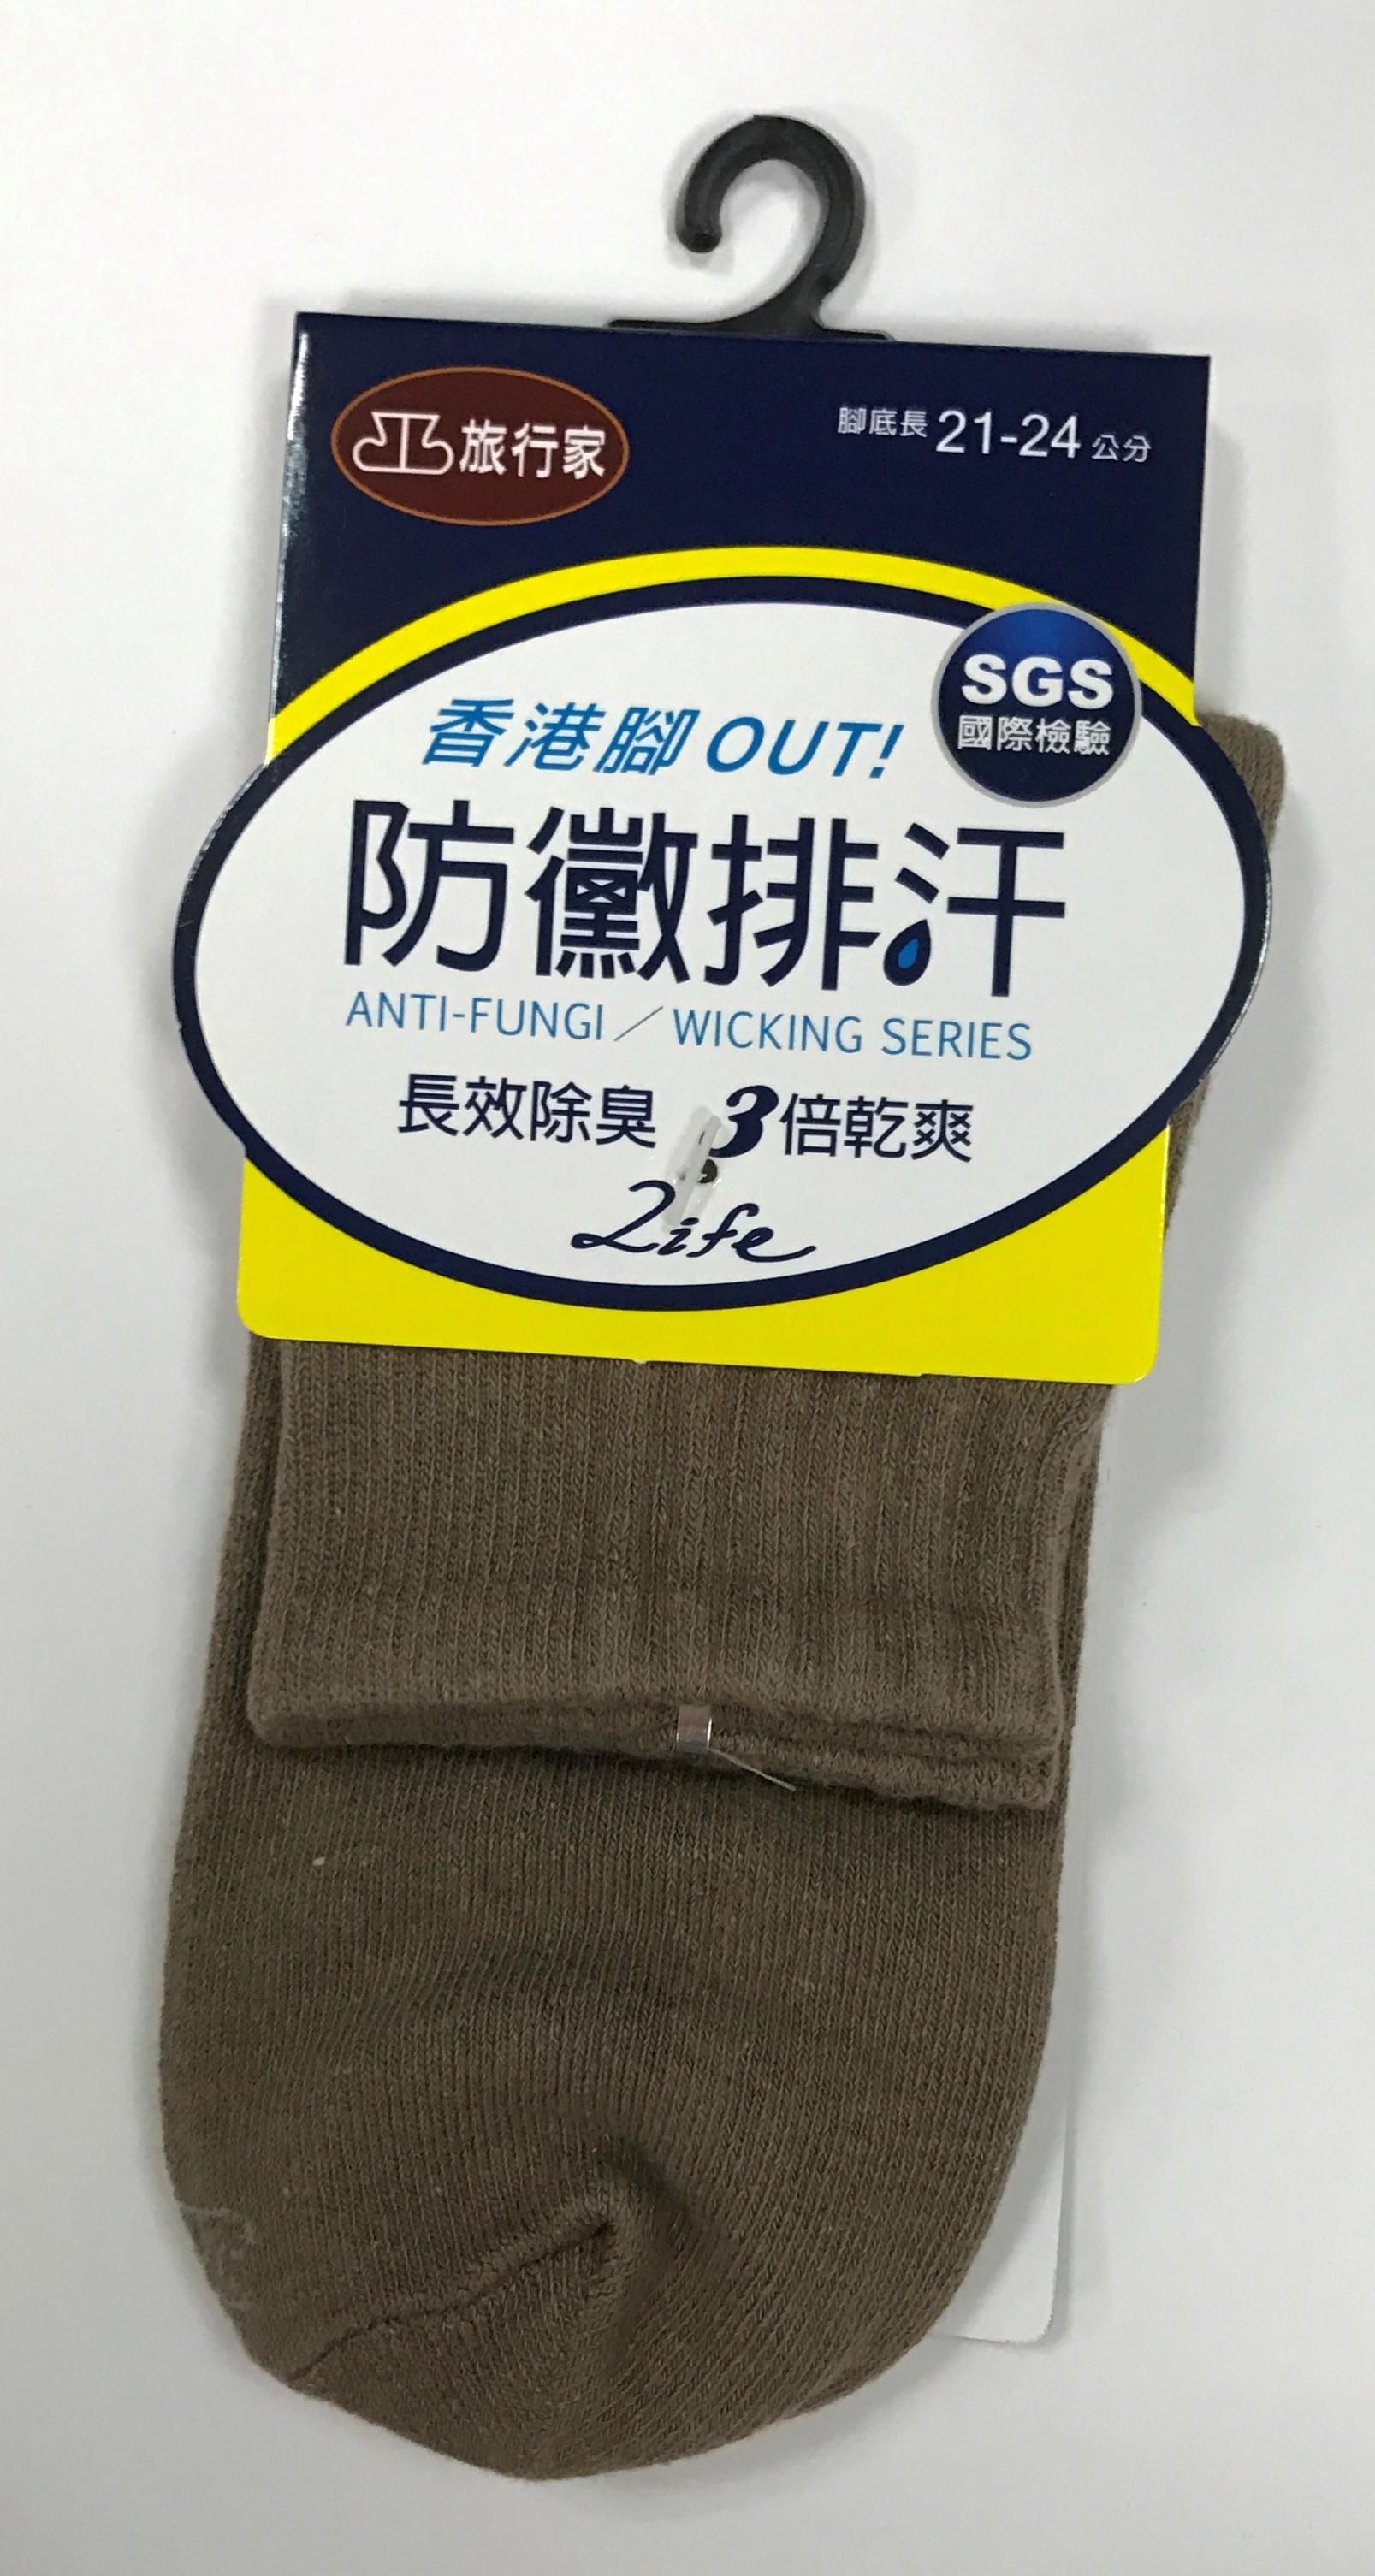 旅行家
腳底長 21-24 公分
SGS
國際檢驗
香港腳 OUT!
防黴排汗
ANTI-FUNGI／WICKING SERIES
長效除臭 3倍乾爽
Life